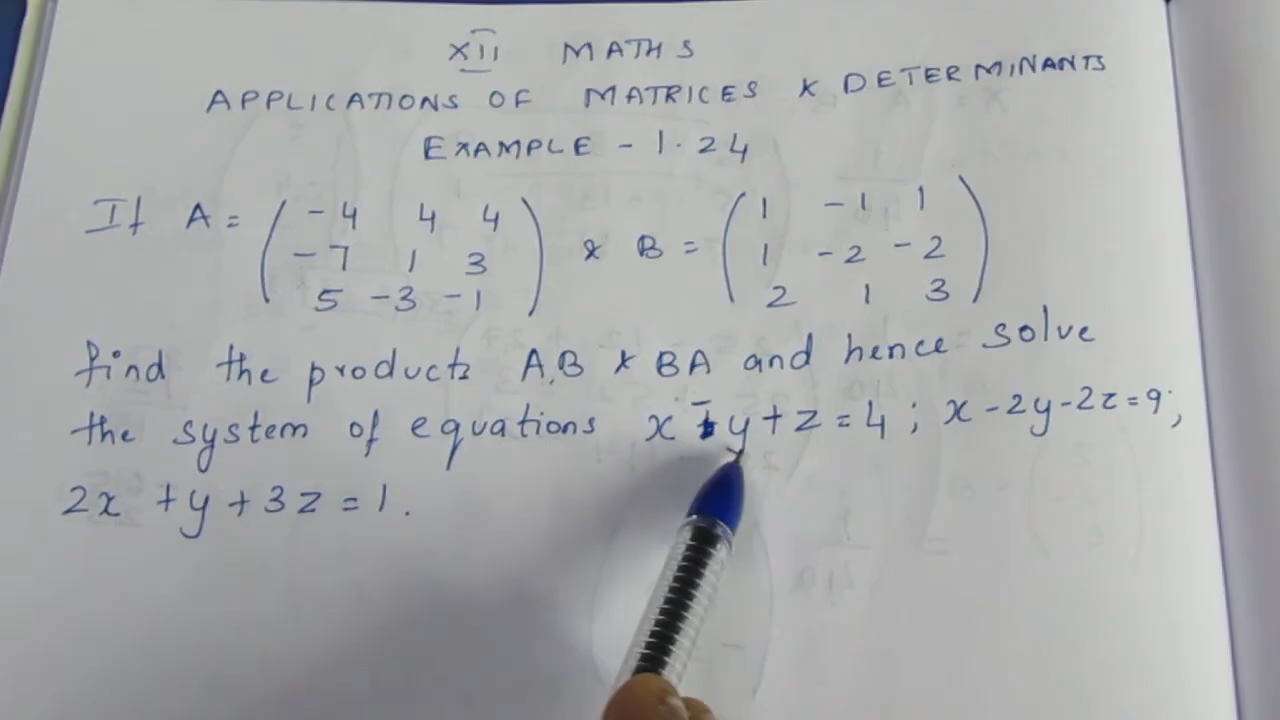 XII MATHS
APPLICATIONS OF MATRICES & DETERMINANTS
EXAMPLE - 1.24
If A = ( -4 4 4 ) & B = ( 1 -1 1 )
-7 1 3 1 -2 -2
5 -3 -1 2 1 3
find the products AB & BA and hence solve
the system of equations x - y + z = 4 ; x - 2y - 2z = 9 ;
2x + y + 3z = 1 .